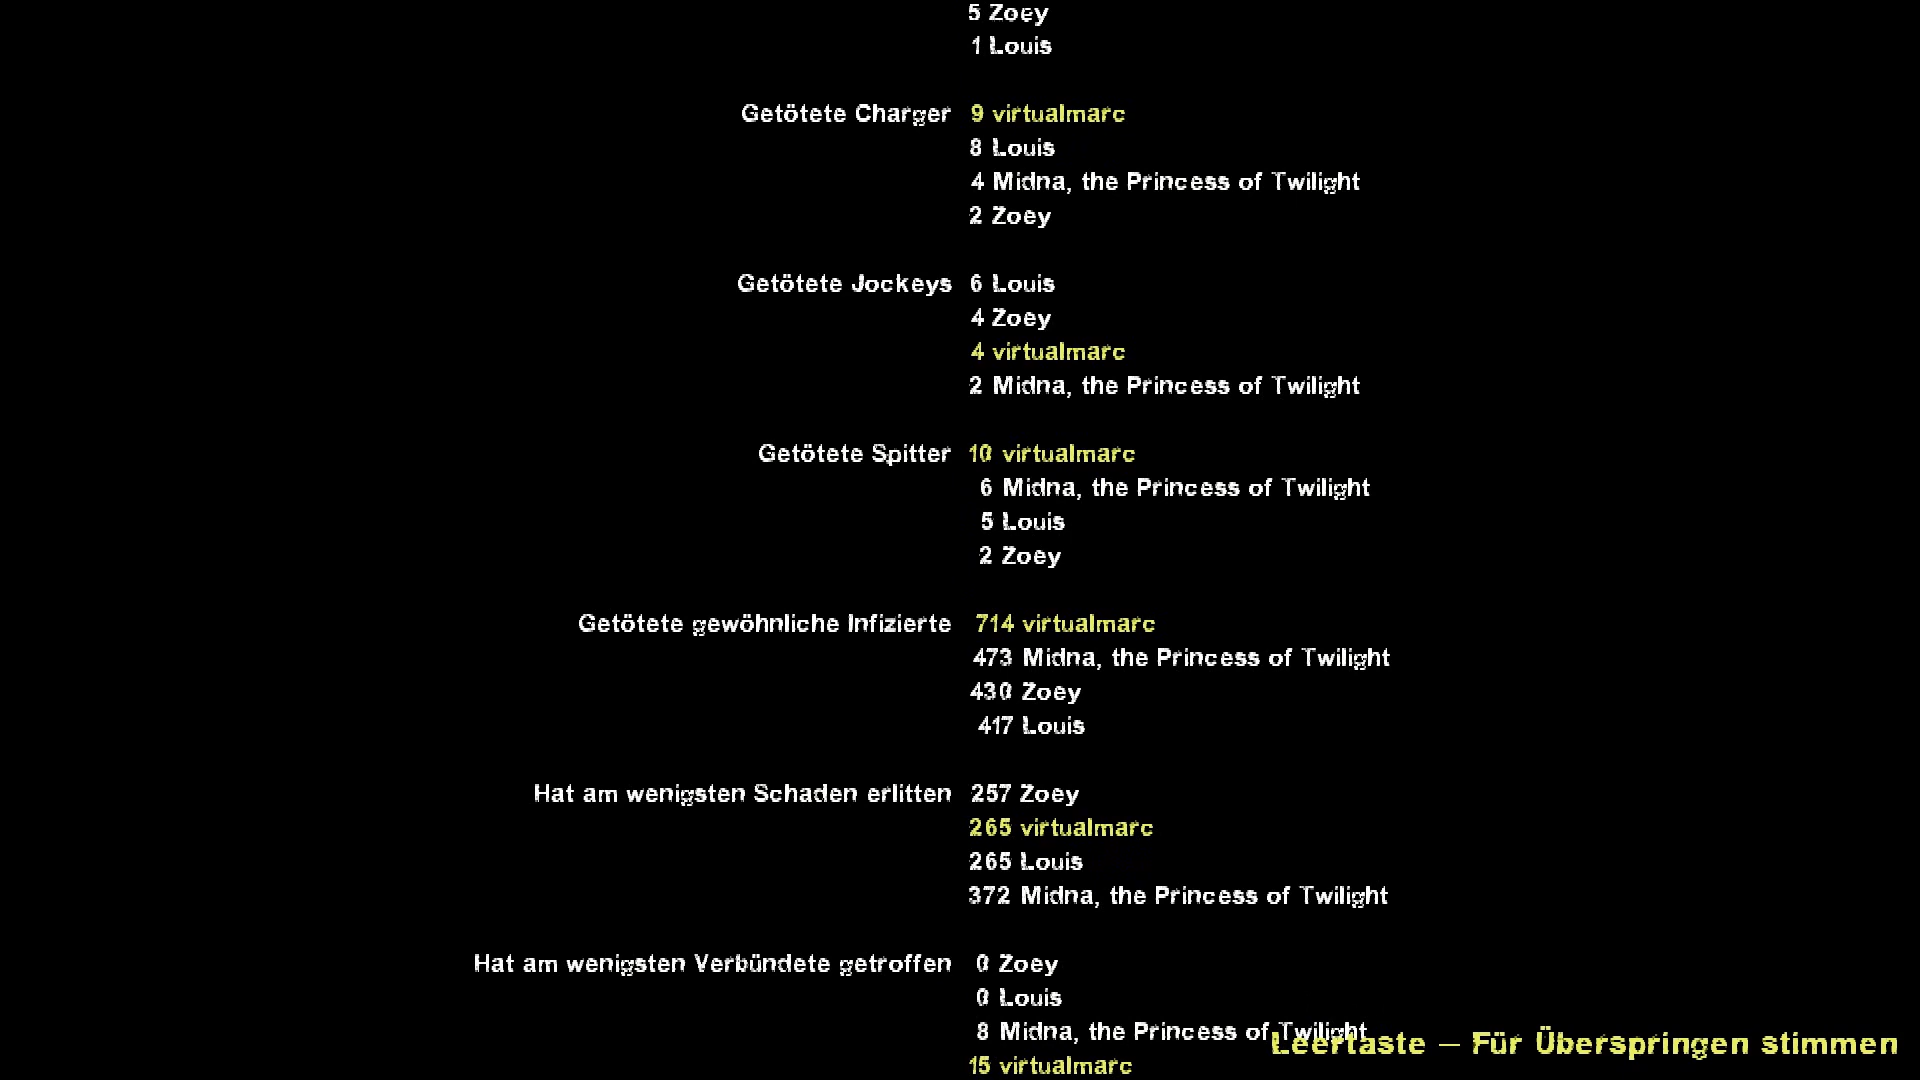 5 Zoey
1 Louis
Getötete Charger 9 virtualmarc
8 Louis
4 Midna, the Princess of Twilight
2 Zoey
Getötete Jockeys 6 Louis
4 Zoey
4 virtualmarc
2 Midna, the Princess of Twilight
Getötete Spitter 10 virtualmarc
6 Midna, the Princess of Twilight
5 Louis
2 Zoey
Getötete gewöhnliche Infizierte 714 virtualmarc
473 Midna, the Princess of Twilight
430 Zoey
417 Louis
Hat am wenigsten Schaden erlitten 257 Zoey
265 virtualmarc
265 Louis
372 Midna, the Princess of Twilight
Hat am wenigsten Verbündete getroffen 0 Zoey
0 Louis
8 Midna, the Princess of Twilight
Leertaste – Für Überspringen stimmen
15 virtualmarc